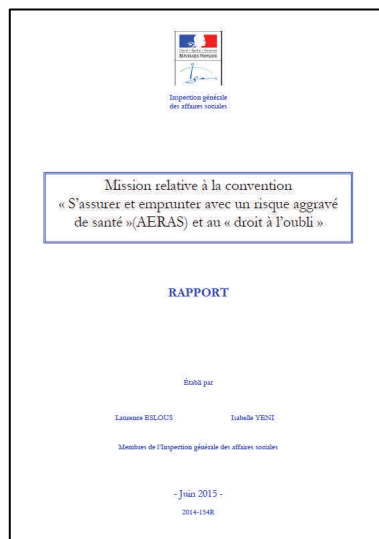 RÉPUBLIQUE FRANÇAISE
Inspection générale
des affaires sociales
Mission relative à la convention
« S’assurer et emprunter avec un risque aggravé
de santé »(AERAS) et au « droit à l’oubli »
RAPPORT
Établi par
Laurence ESLOUS Isabelle YENI
Membres de l’Inspection générale des affaires sociales
- Juin 2015 -
2014-154R